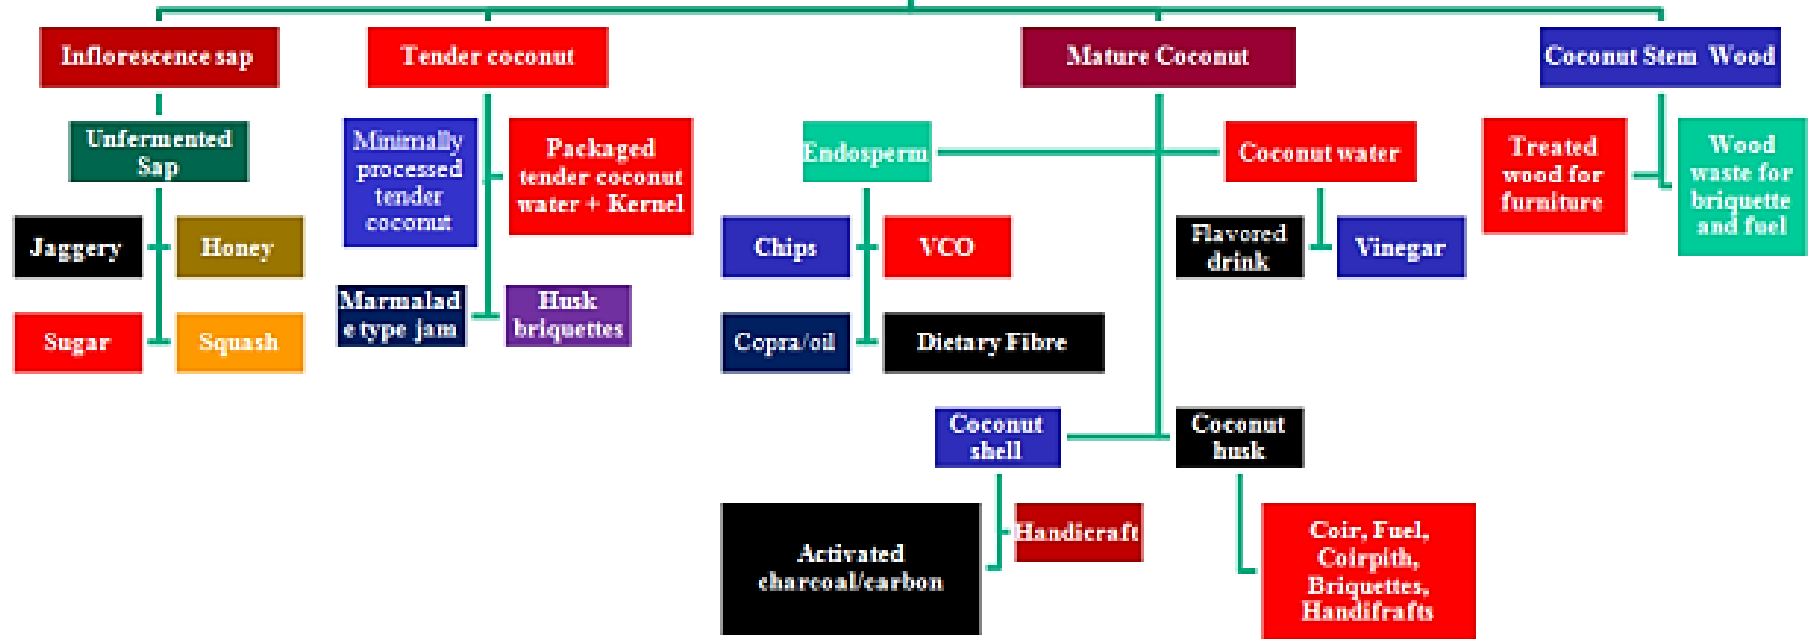 Inflorescence sap
Tender coconut
Mature Coconut
Coconut Stem Wood
Unfermented
Sap
Minimally
processed
tender
coconut
Packaged
tender coconut
water + Kernel
Endosperm
Coconut water
Treated
wood for
furniture
Wood
waste for
briquette
and fuel
Jaggery
Honey
Chips
VCO
Flavored
drink
Vinegar
Sugar
Squash
Marmalad
e type jam
Husk
briquettes
Copra/oil
Dietary Fibre
Coconut
shell
Coconut
husk
Activated
charcoal/carbon
Handicraft
Coir, Fuel,
Coirpith,
Briquettes,
Handifrafts